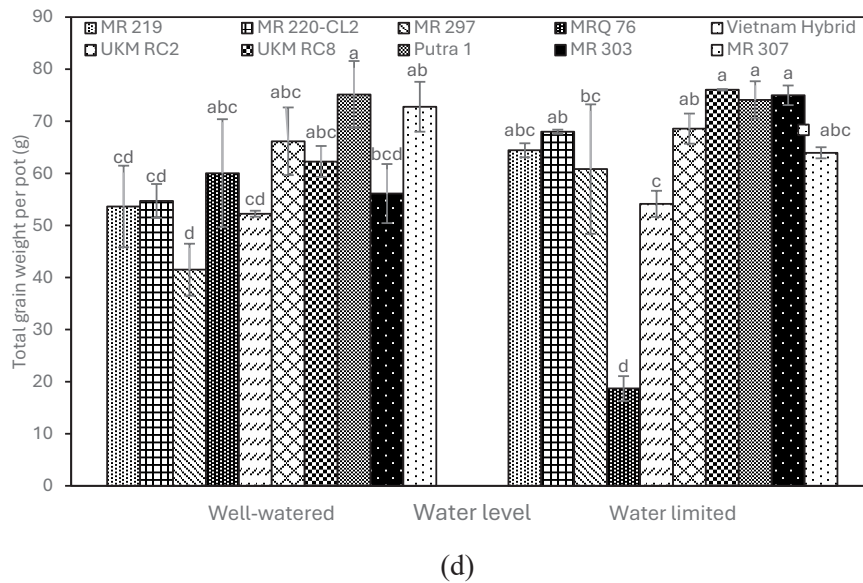 90
MR 219 MR 220-CL2 MR 297 MRQ 76 Vietnam Hybrid
UKM RC2 UKM RC8 Putra 1 MR 303 MR 307
80
70
60
50
40
30
20
10
0
Total grain weight per pot (g)
cd cd d abc cd abc abc a bcd ab
abc ab bc d c ab a a a abc
Well-watered Water level Water limited
(d)